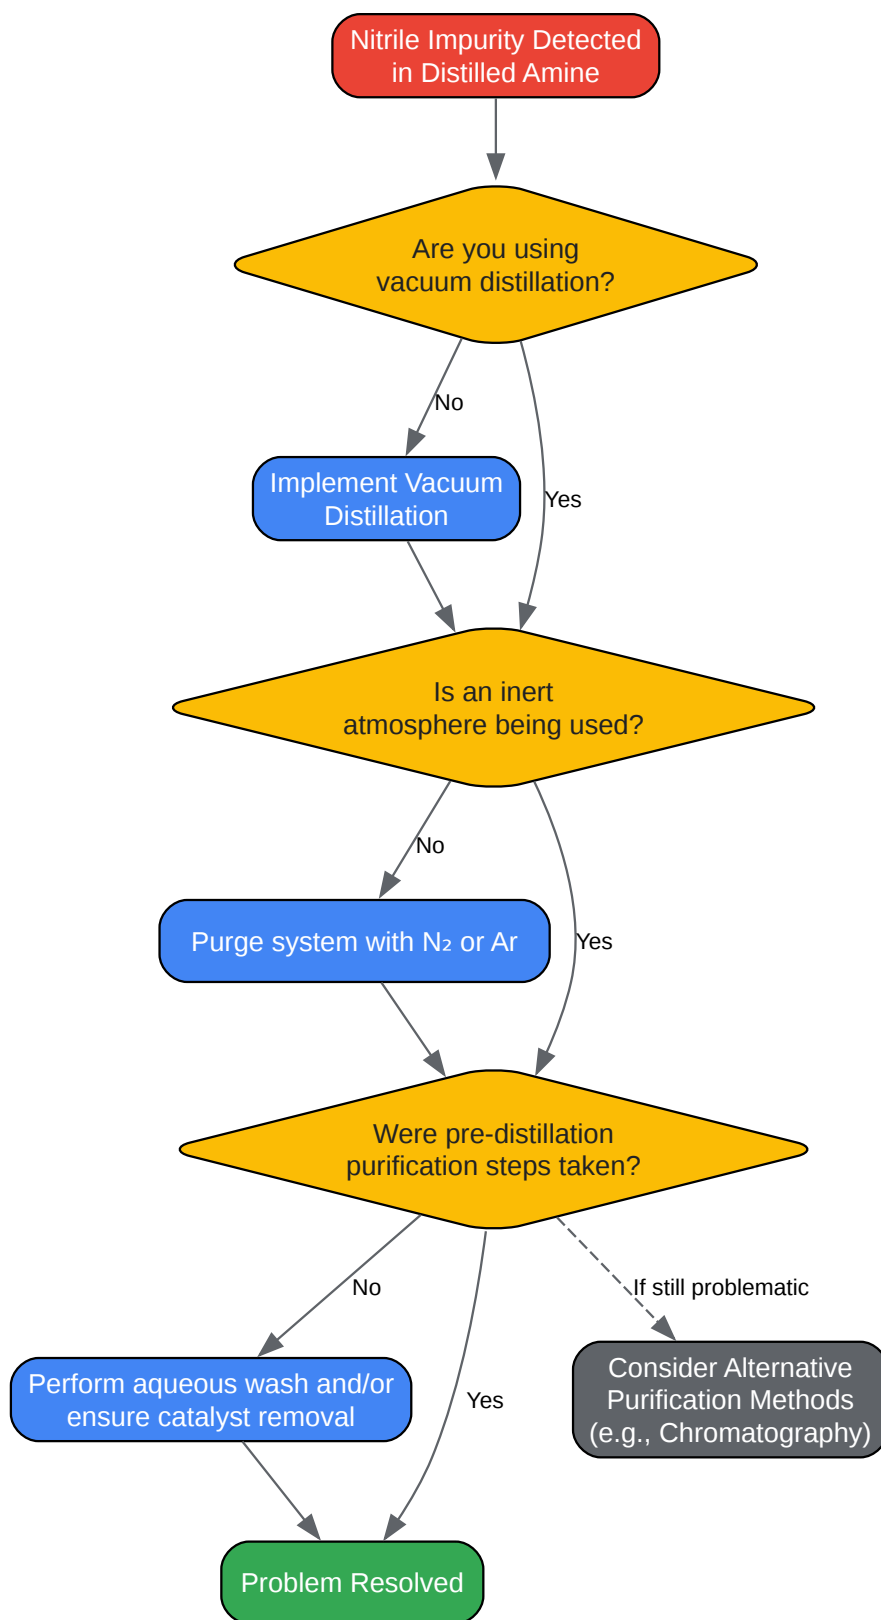 Nitrile Impurity Detected
in Distilled Amine
Are you using
vacuum distillation?
No
Implement Vacuum
Distillation
Yes
Is an inert
atmosphere being used?
No
Purge system with N₂ or Ar
Yes
Were pre-distillation
purification steps taken?
No
If still problematic
Perform aqueous wash and/or
ensure catalyst removal
Yes
Consider Alternative
Purification Methods
(e.g., Chromatography)
Problem Resolved